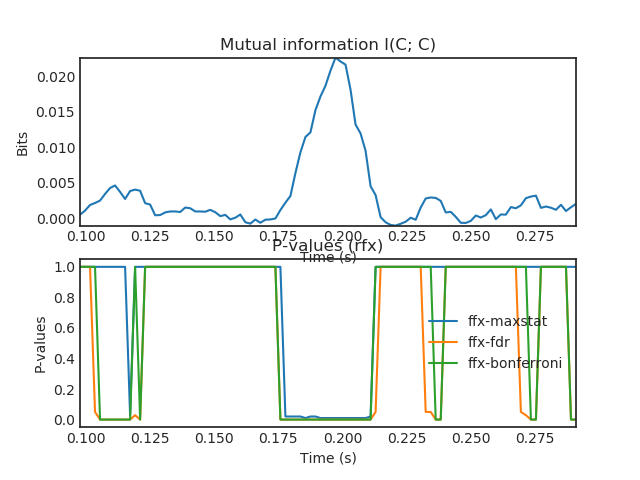 Mutual information I(C; C)
0.020
0.015
0.010
0.005
0.000
Bits
0.100 0.125 0.150 0.175 0.200 0.225 0.250 0.275
Time (s)
P-values (rfx)
1.0
0.8
0.6
0.4
0.2
0.0
P-values
ffx-maxstat
ffx-fdr
ffx-bonferroni
0.100 0.125 0.150 0.175 0.200 0.225 0.250 0.275
Time (s)